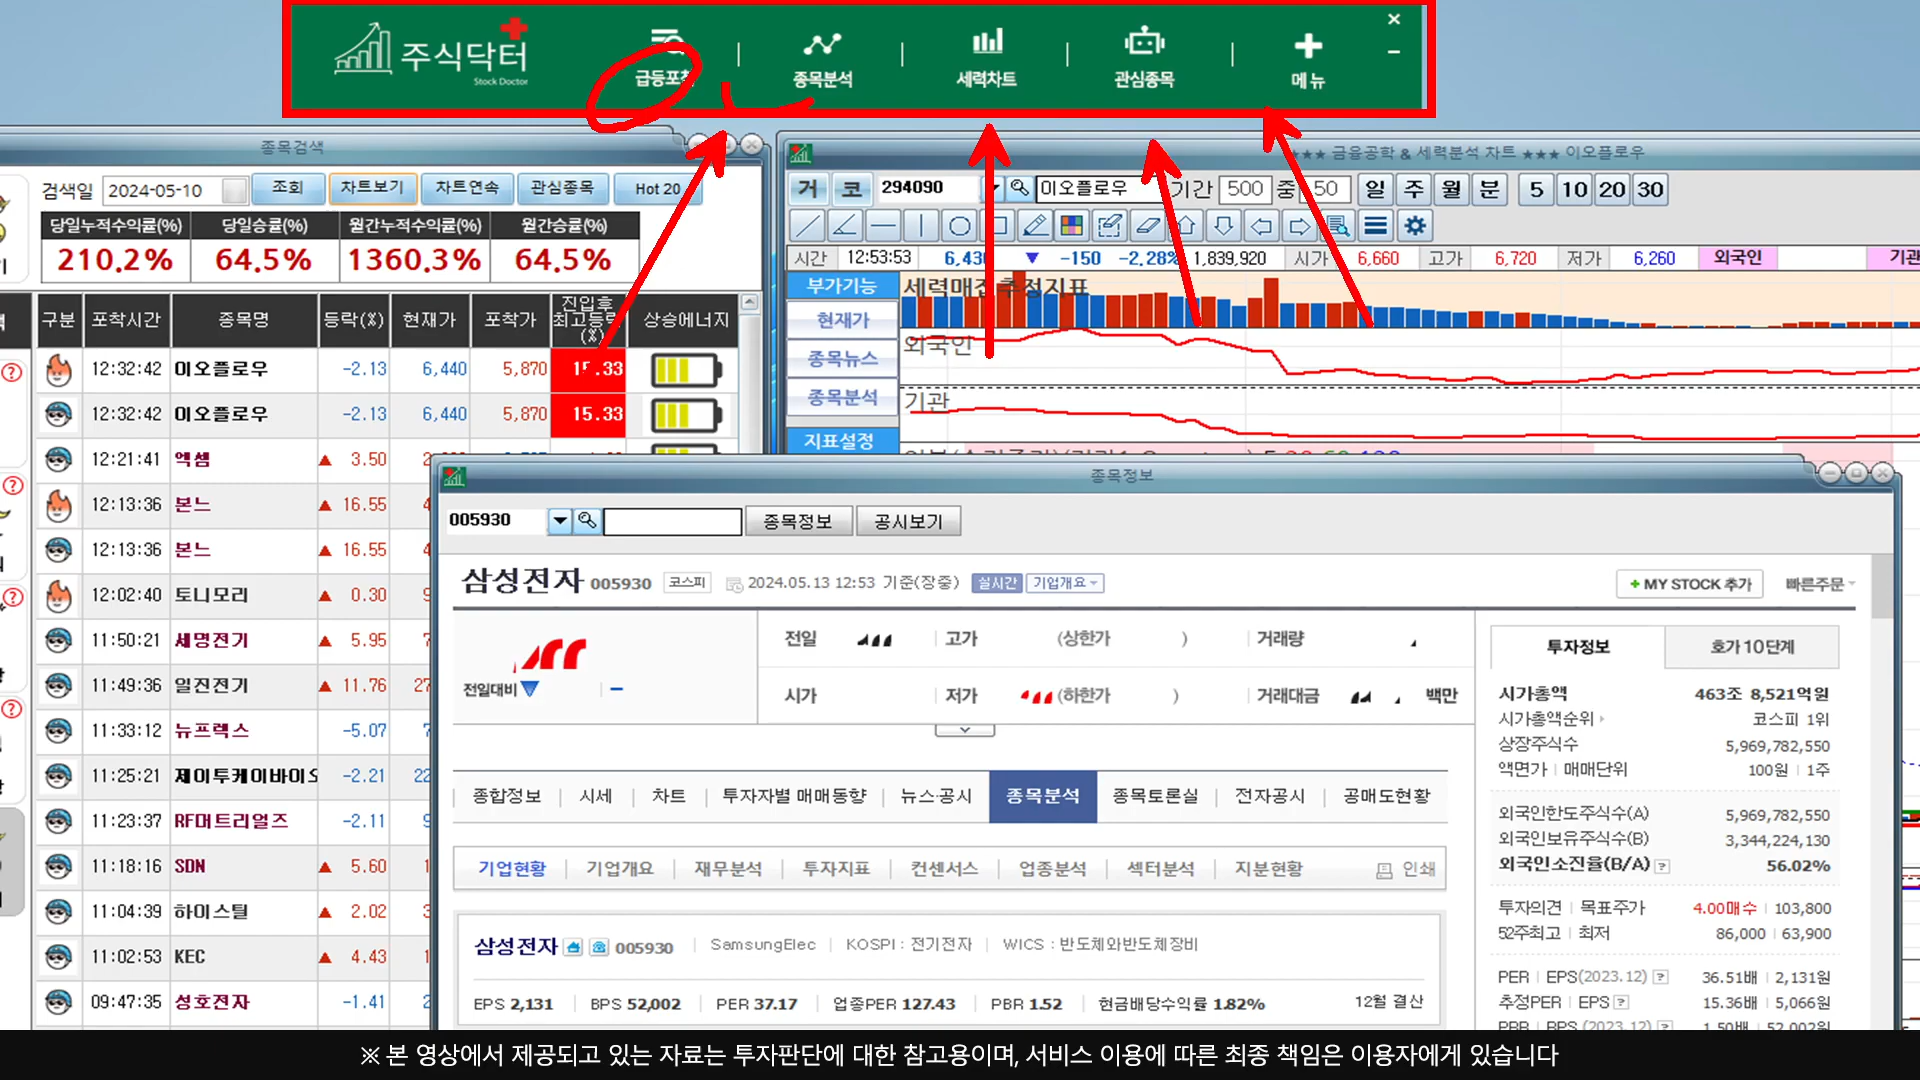 주식닥터
Stock Doctor
종목분석
세력차트
관심종목
메뉴
종목검색
검색일 2024-05-10 조회 차트보기 차트연속 관심종목 Hot 20
당일누적수익률(%) 당일승률(%) 월간누적수익률(%) 월간승률(%)
210.2% 64.5% 1360.3% 64.5%
구분 포착시간 종목명 등락(%) 현재가 포착가 진입후 상승에너지
12:32:42 이오플로우 -2.13 6,440 5,870
12:32:42 이오플로우 -2.13 6,440 5,870 15.33
12:21:41 엑셈 ▲ 3.50
12:13:36 본느 ▲ 16.55
12:13:36 본느 ▲ 16.55
12:02:40 토니모리 ▲ 0.30
11:50:21 세명전기 ▲ 5.95
11:49:36 일진전기 ▲ 11.76
11:33:12 뉴프렉스 -5.07
11:25:21 제이투케이바이오 -2.21
11:23:37 RF머트리얼즈 -2.11
11:18:16 SDN ▲ 5.60
11:04:39 하이스틸 ▲ 2.02
11:02:53 KEC ▲ 4.43
09:47:35 성호전자 -1.41
★★★ 금융공학 & 세력분석 차트 ★★★ 이오플로우
거 코 294090 이오플로우 기간 500 중 50 일 주 월 분 5 10 20 30
시간 12:53:53 ▼ -150 -2.28% 1,839,920 시가 6,660 고가 6,720 저가 6,260 외국인 기관
부가기능
현재가
종목뉴스
종목분석
지표설정
세력매집추정지표
외국인
기관
종목정보
005930 종목정보 공시보기
삼성전자 005930 코스피 2024.05.13 12:53 기준(장중) 실시간 기업개요
+ MY STOCK 추가 빠른주문
전일 고가 (상한가 ) 거래량
전일대비 ▼
시가 저가 (하한가 ) 거래대금 백만
투자정보 호가 10단계
시가총액 463조 8,521억원
시가총액순위 코스피 1위
상장주식수 5,969,782,550
액면가 매매단위 100원 1주
외국인한도주식수(A) 5,969,782,550
외국인보유주식수(B) 3,344,224,130
외국인소진율(B/A) ? 56.02%
투자의견 목표주가 4.00매수 103,800
52주최고 최저 86,000 63,900
PER EPS(2023.12) ? 36.51배 2,131원
추정PER EPS ? 15.36배 5,066원
종합정보 시세 차트 투자자별 매매동향 뉴스·공시 종목분석 종목토론실 전자공시 공매도현황
기업현황 기업개요 재무분석 투자지표 컨센서스 업종분석 섹터분석 지분현황 인쇄
삼성전자 005930 SamsungElec KOSPI : 전기전자 WICS : 반도체와반도체장비
EPS 2,131 BPS 52,002 PER 37.17 업종PER 127.43 PBR 1.52 현금배당수익률 1.82% 12월 결산
※ 본 영상에서 제공되고 있는 자료는 투자판단에 대한 참고용이며, 서비스 이용에 따른 최종 책임은 이용자에게 있습니다